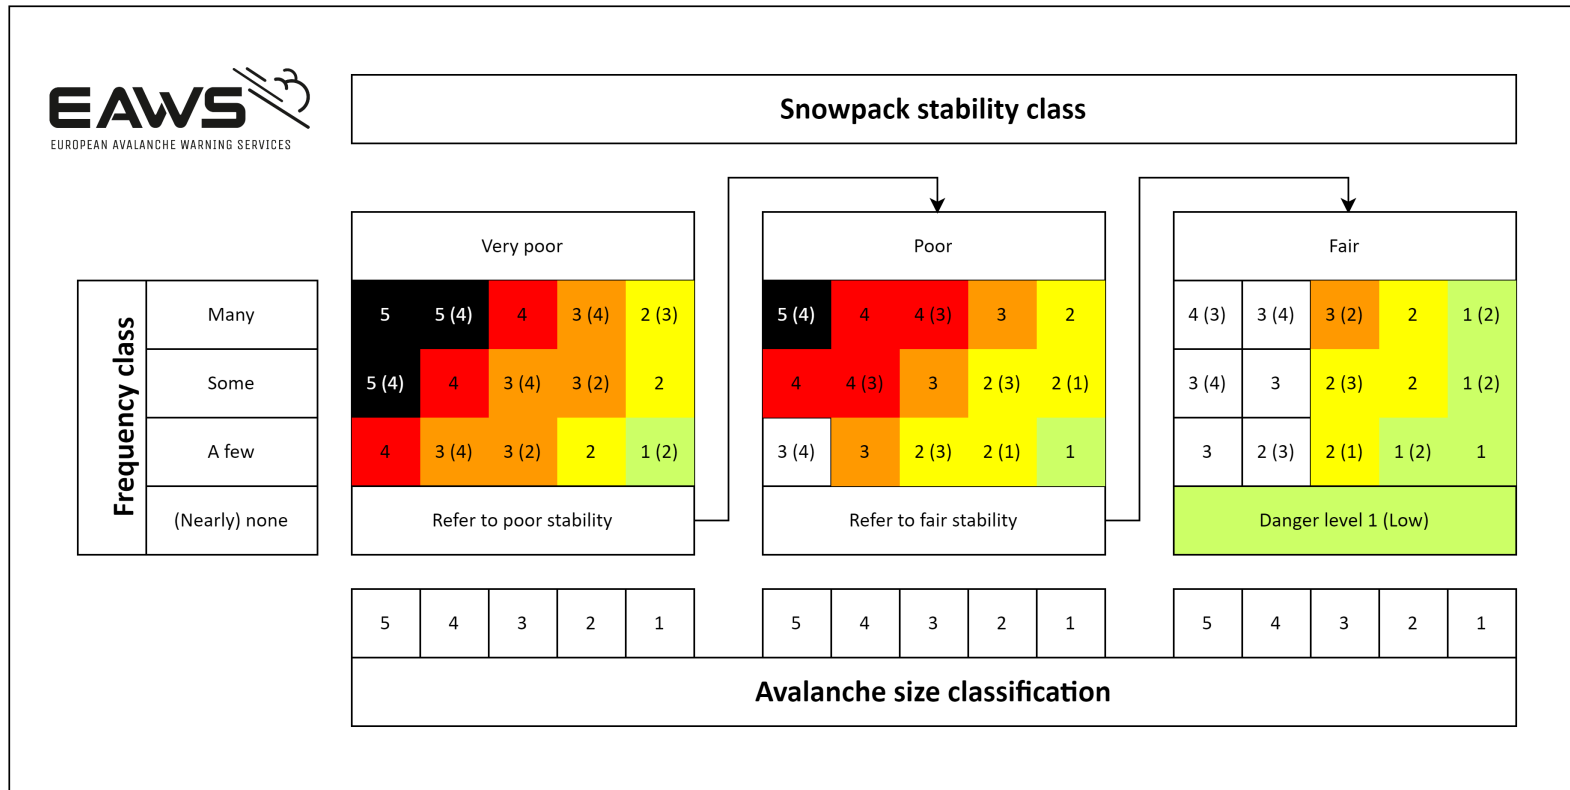 EAWS
EUROPEAN AVALANCHE WARNING SERVICES
Snowpack stability class
Very poor
Poor
Fair
Frequency class
Many
5 5 (4) 4 3 (4) 2 (3)
5 (4) 4 4 (3) 3 2
4 (3) 3 (4) 3 (2) 2 1 (2)
Some
5 (4) 4 3 (4) 3 (2) 2
4 4 (3) 3 2 (3) 2 (1)
3 (4) 3 2 (3) 2 1 (2)
A few
4 3 (4) 3 (2) 2 1 (2)
3 (4) 3 2 (3) 2 (1) 1
3 2 (3) 2 (1) 1 (2) 1
(Nearly) none
Refer to poor stability
Refer to fair stability
Danger level 1 (Low)
5 4 3 2 1
5 4 3 2 1
5 4 3 2 1
Avalanche size classification